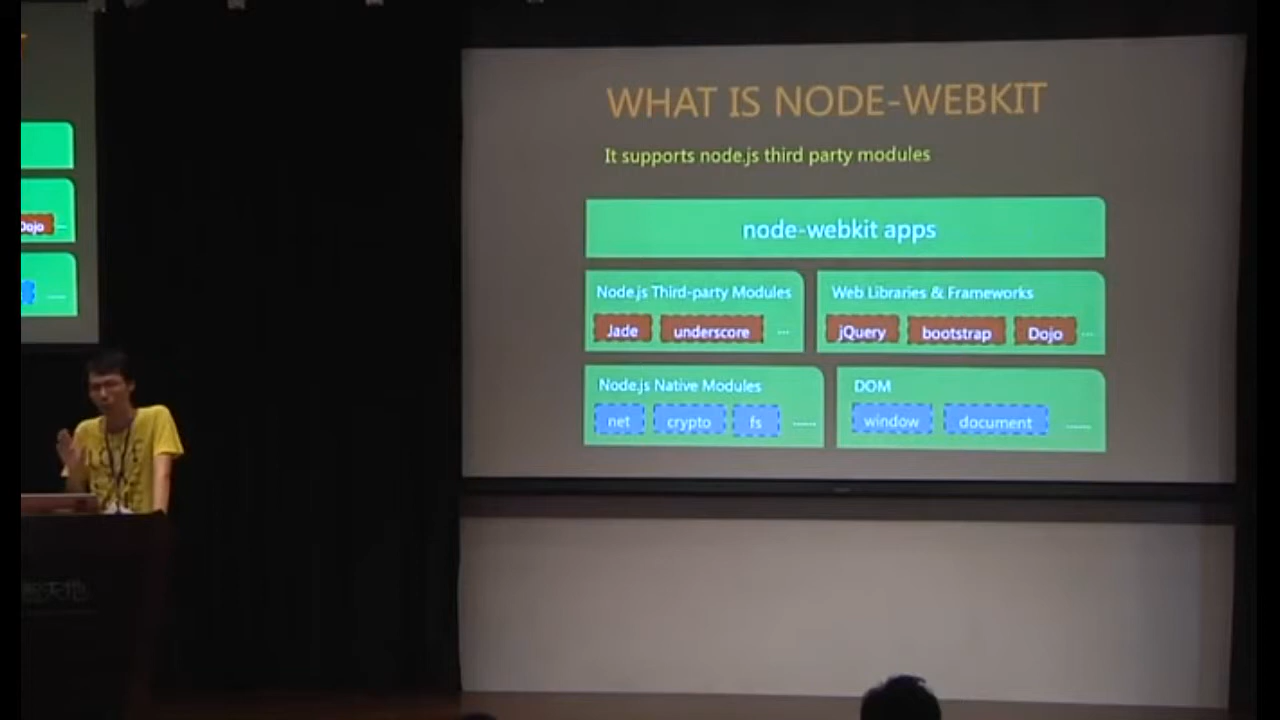 WHAT IS NODE-WEBKIT
It supports node.js third party modules
node-webkit apps
Node.js Third-party Modules
Jade underscore ...
Web Libraries & Frameworks
jQuery bootstrap Dojo ...
Node.js Native Modules
net crypto fs ......
DOM
window document ......
Dojo ...